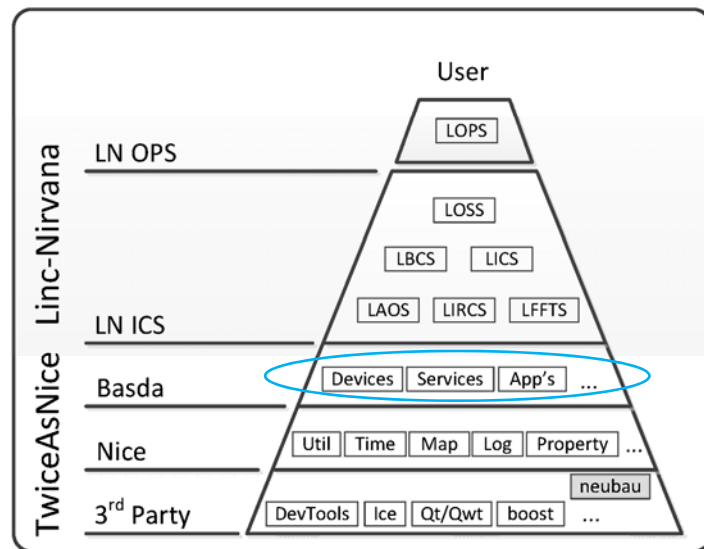 User
LOPS
LN OPS
LOSS
LBCS LICS
LAOS LIRCS LFFTS
LN ICS
Linc-Nirvana
Devices Services App's ...
Basda
Util Time Map Log Property ...
Nice
neubau
DevTools Ice Qt/Qwt boost ...
3rd Party
TwiceAsNice